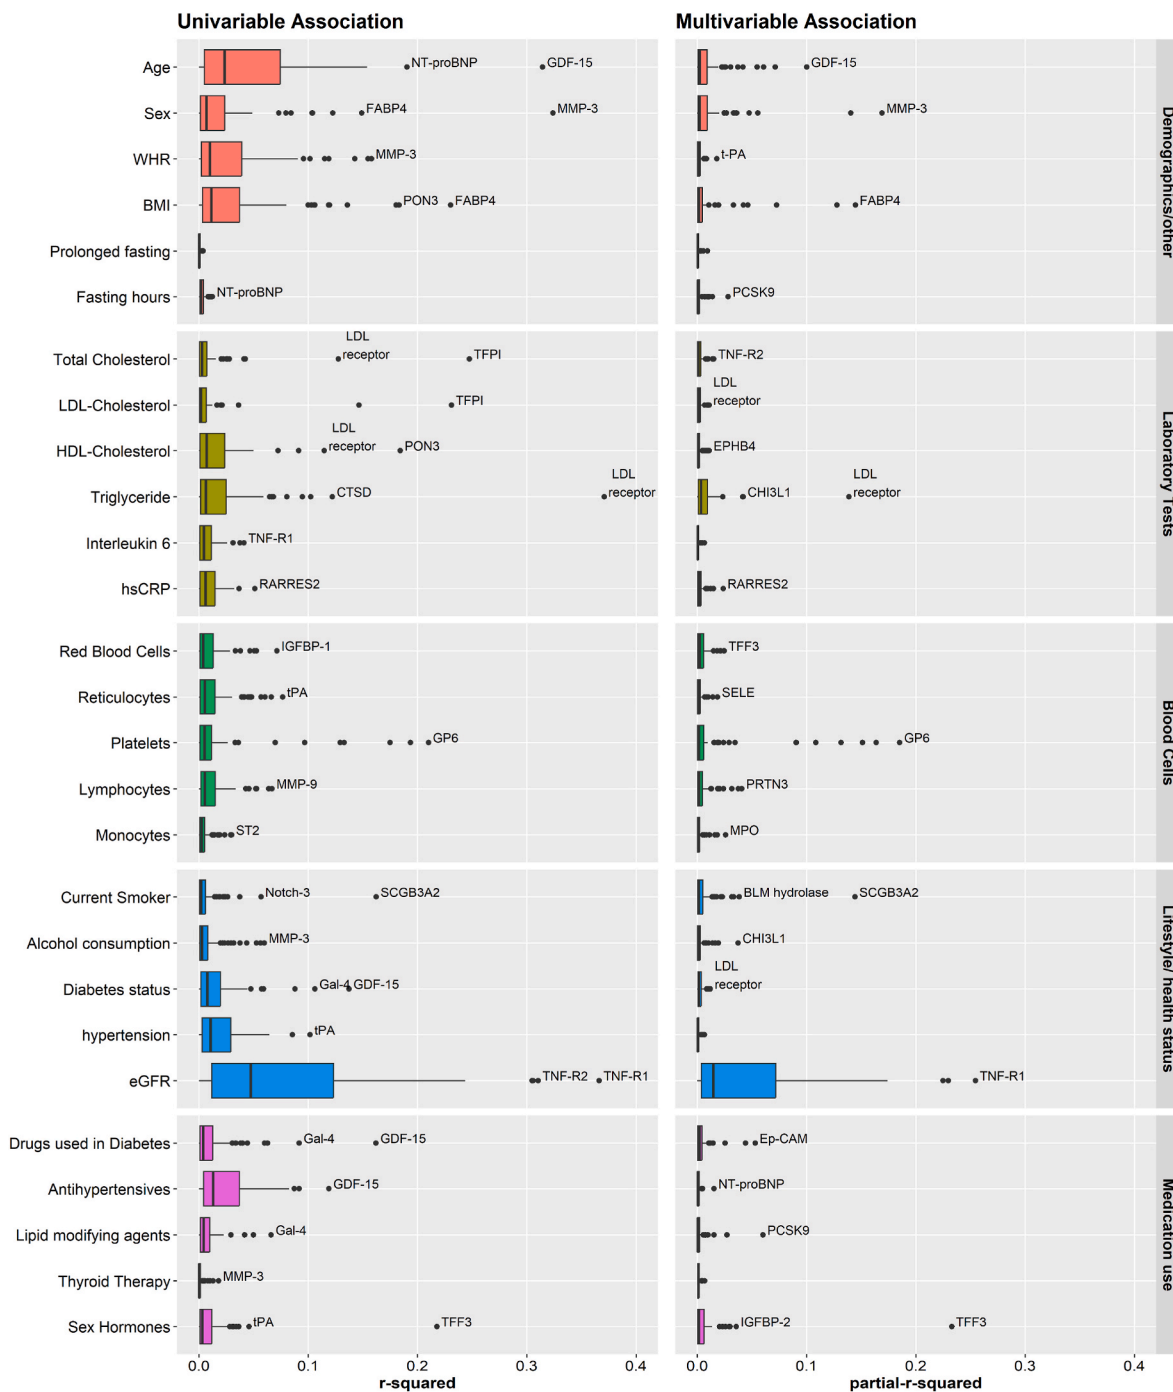 Univariable Association
Multivariable Association
Age
NT-proBNP
GDF-15
GDF-15
Sex
FABP4
MMP-3
MMP-3
WHR
MMP-3
t-PA
BMI
PON3
FABP4
FABP4
Prolonged fasting
Fasting hours
NT-proBNP
PCSK9
Demographics/other
Total Cholesterol
LDL
receptor
TFPI
TNF-R2
LDL-Cholesterol
TFPI
LDL
receptor
HDL-Cholesterol
LDL
receptor
PON3
EPHB4
Triglyceride
CTSD
LDL
receptor
CHI3L1
LDL
receptor
Interleukin 6
TNF-R1
hsCRP
RARRES2
RARRES2
Laboratory Tests
Red Blood Cells
IGFBP-1
TFF3
Reticulocytes
tPA
SELE
Platelets
GP6
GP6
Lymphocytes
MMP-9
PRTN3
Monocytes
ST2
MPO
Blood Cells
Current Smoker
Notch-3
SCGB3A2
BLM hydrolase
SCGB3A2
Alcohol consumption
MMP-3
CHI3L1
Diabetes status
Gal-4
GDF-15
LDL
receptor
hypertension
tPA
eGFR
TNF-R2
TNF-R1
TNF-R1
Lifestyle/ health status
Drugs used in Diabetes
Gal-4
GDF-15
Ep-CAM
Antihypertensives
GDF-15
NT-proBNP
Lipid modifying agents
Gal-4
PCSK9
Thyroid Therapy
MMP-3
Sex Hormones
tPA
TFF3
IGFBP-2
TFF3
Medication use
0.0 0.1 0.2 0.3 0.4
0.0 0.1 0.2 0.3 0.4
r-squared
partial-r-squared